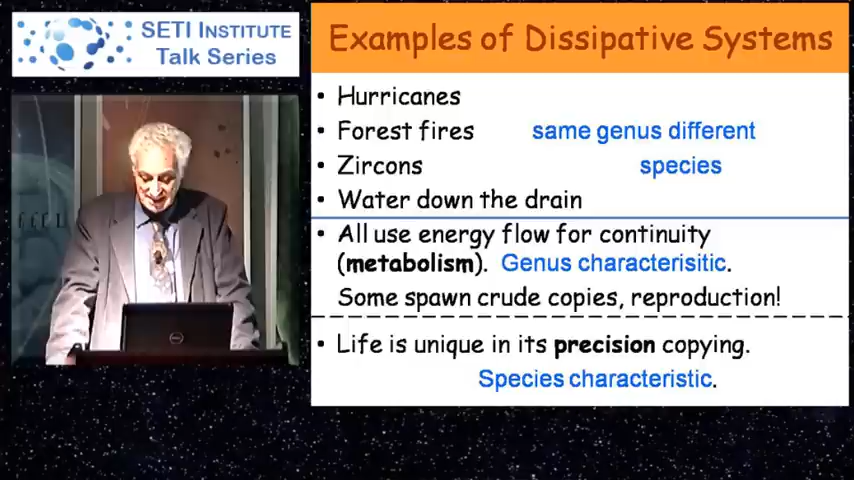 SETI INSTITUTE
Talk Series
Examples of Dissipative Systems
• Hurricanes
• Forest fires same genus different
• Zircons species
• Water down the drain
• All use energy flow for continuity
(metabolism). Genus characterisitic.
Some spawn crude copies, reproduction!
• Life is unique in its precision copying.
Species characteristic.
DELL